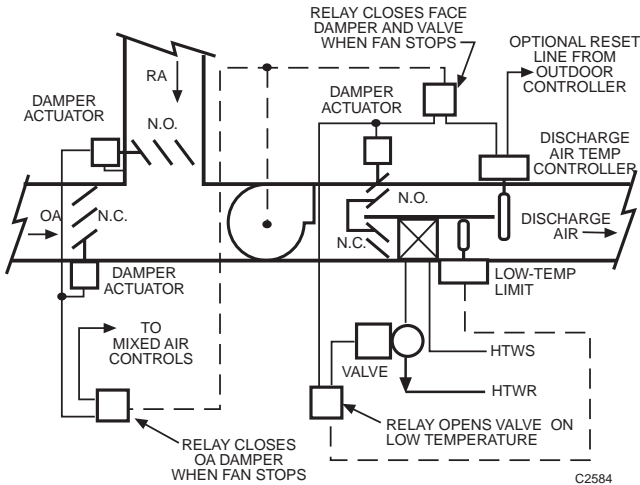 RELAY CLOSES FACE
DAMPER AND VALVE
WHEN FAN STOPS
OPTIONAL RESET
LINE FROM
OUTDOOR
CONTROLLER
RA
DAMPER
ACTUATOR
N.O.
DAMPER
ACTUATOR
DISCHARGE
AIR TEMP
CONTROLLER
OA
N.C.
N.O.
N.C.
DISCHARGE
AIR
DAMPER
ACTUATOR
LOW-TEMP
LIMIT
TO
MIXED AIR
CONTROLS
VALVE
HTWS
HTWR
RELAY OPENS VALVE ON
LOW TEMPERATURE
RELAY CLOSES
OA DAMPER
WHEN FAN STOPS
C2584